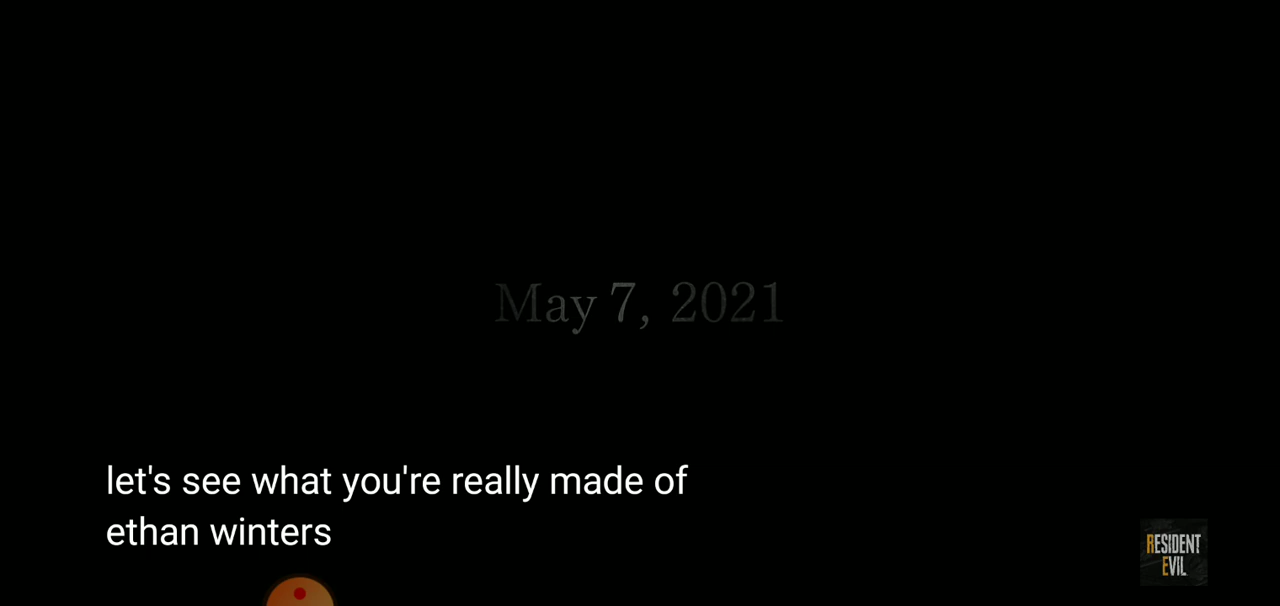 May 7, 2021
let's see what you're really made of
ethan winters
RESIDENT
EVIL